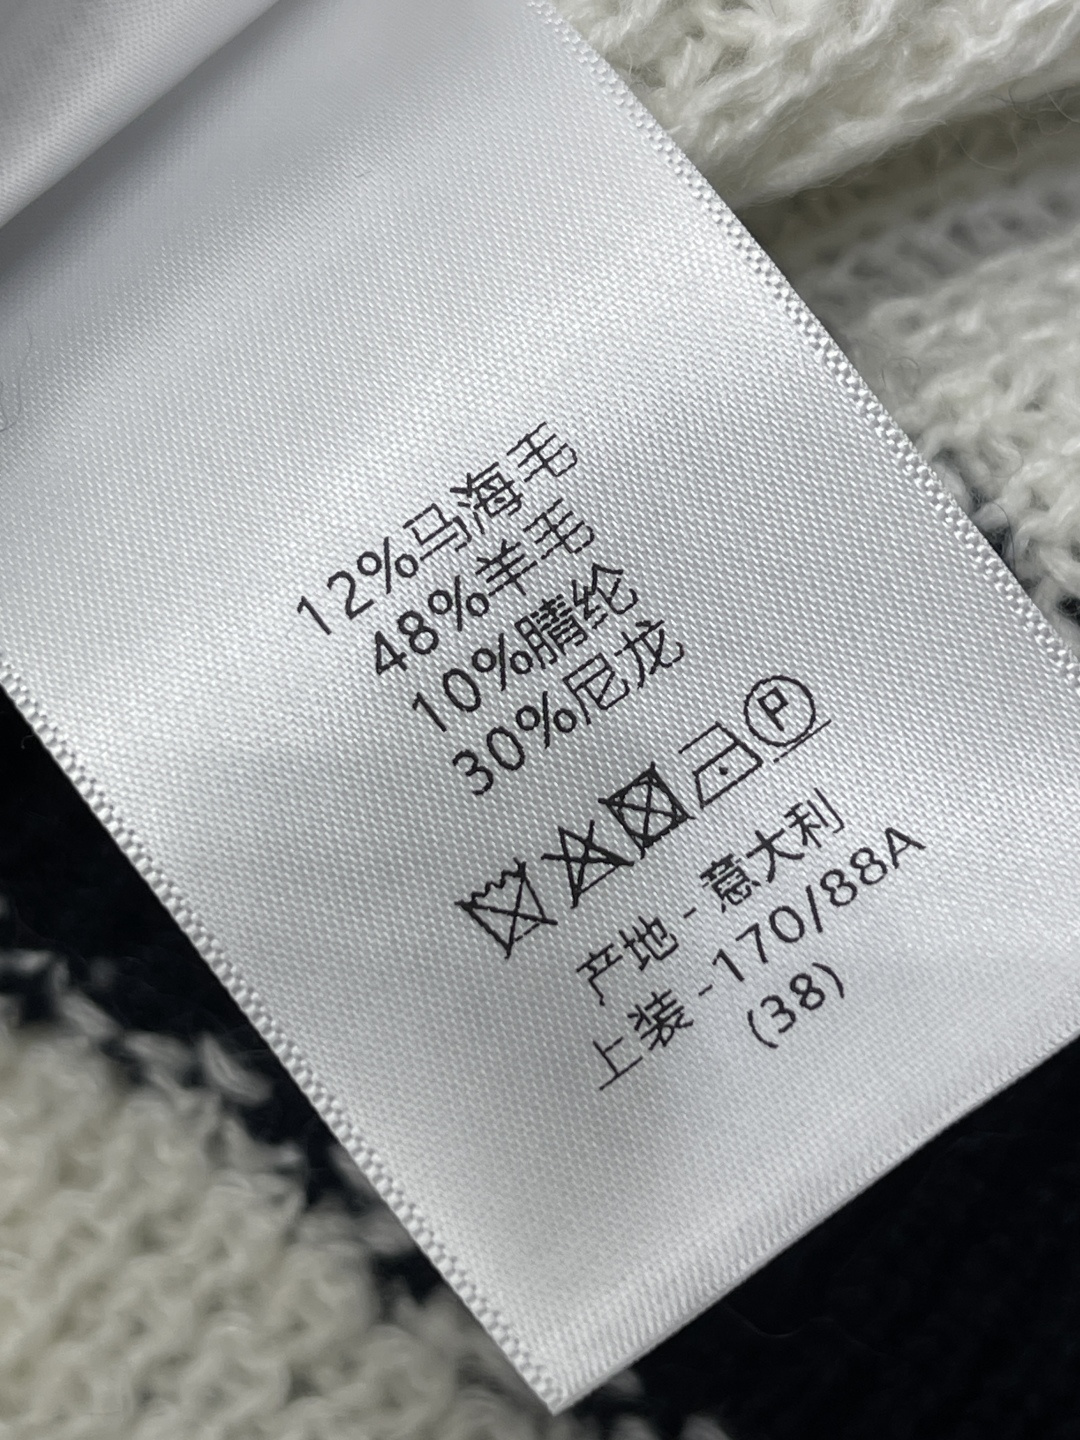 12%马海毛
48%羊毛
10%腈纶
30%尼龙
P
产地 - 意大利
上装 - 170/88A
(38)